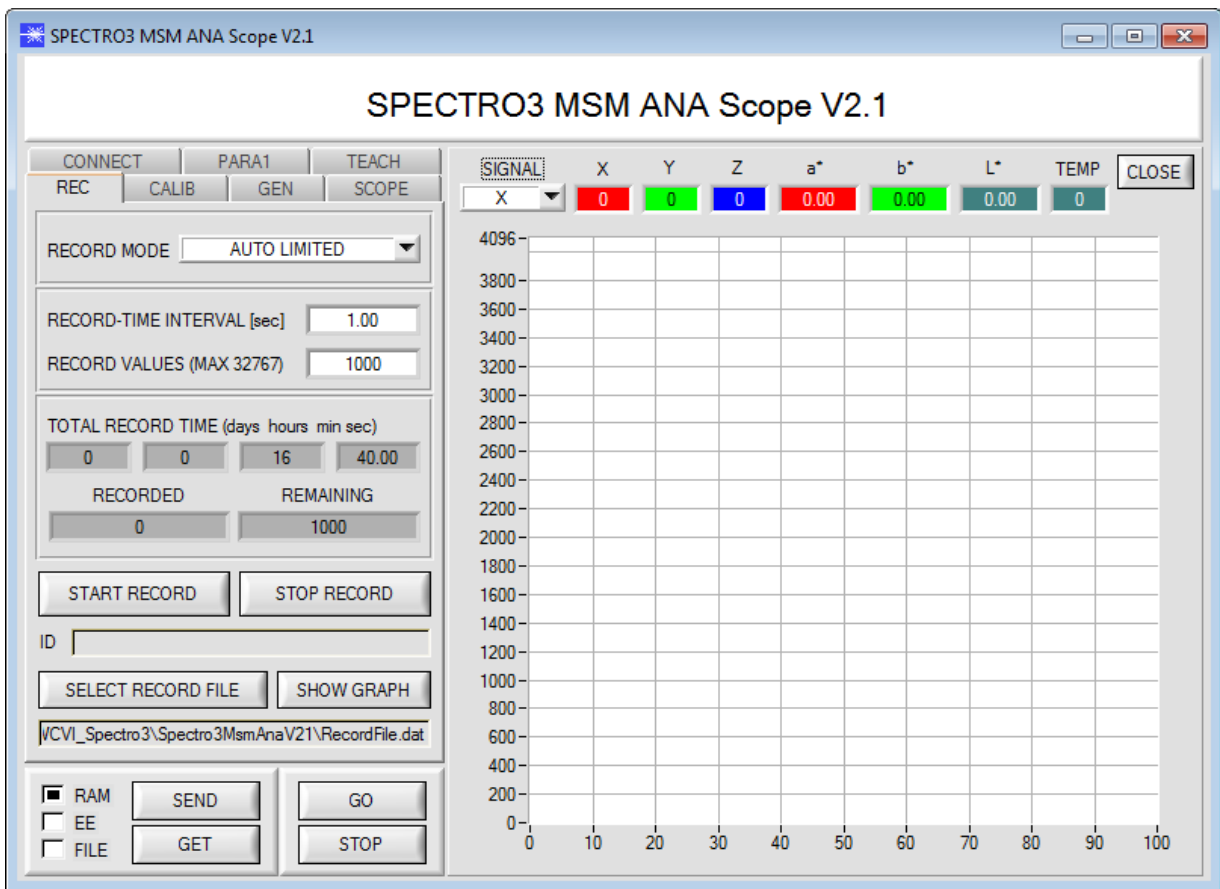 SPECTRO3 MSM ANA Scope V2.1
SPECTRO3 MSM ANA Scope V2.1
CONNECT PARA1 TEACH
REC CALIB GEN SCOPE
RECORD MODE AUTO LIMITED
RECORD-TIME INTERVAL [sec] 1.00
RECORD VALUES (MAX 32767) 1000
TOTAL RECORD TIME (days hours min sec)
0 0 16 40.00
RECORDED REMAINING
0 1000
START RECORD STOP RECORD
ID
SELECT RECORD FILE SHOW GRAPH
\CVI_Spectro3\Spectro3MsmAnaV21\RecordFile.dat
RAM SEND GO
EE
FILE GET STOP
SIGNAL X Y Z a* b* L* TEMP CLOSE
X 0 0 0 0.00 0.00 0.00 0
4096
3800
3600
3400
3200
3000
2800
2600
2400
2200
2000
1800
1600
1400
1200
1000
800
600
400
200
0
0 10 20 30 40 50 60 70 80 90 100